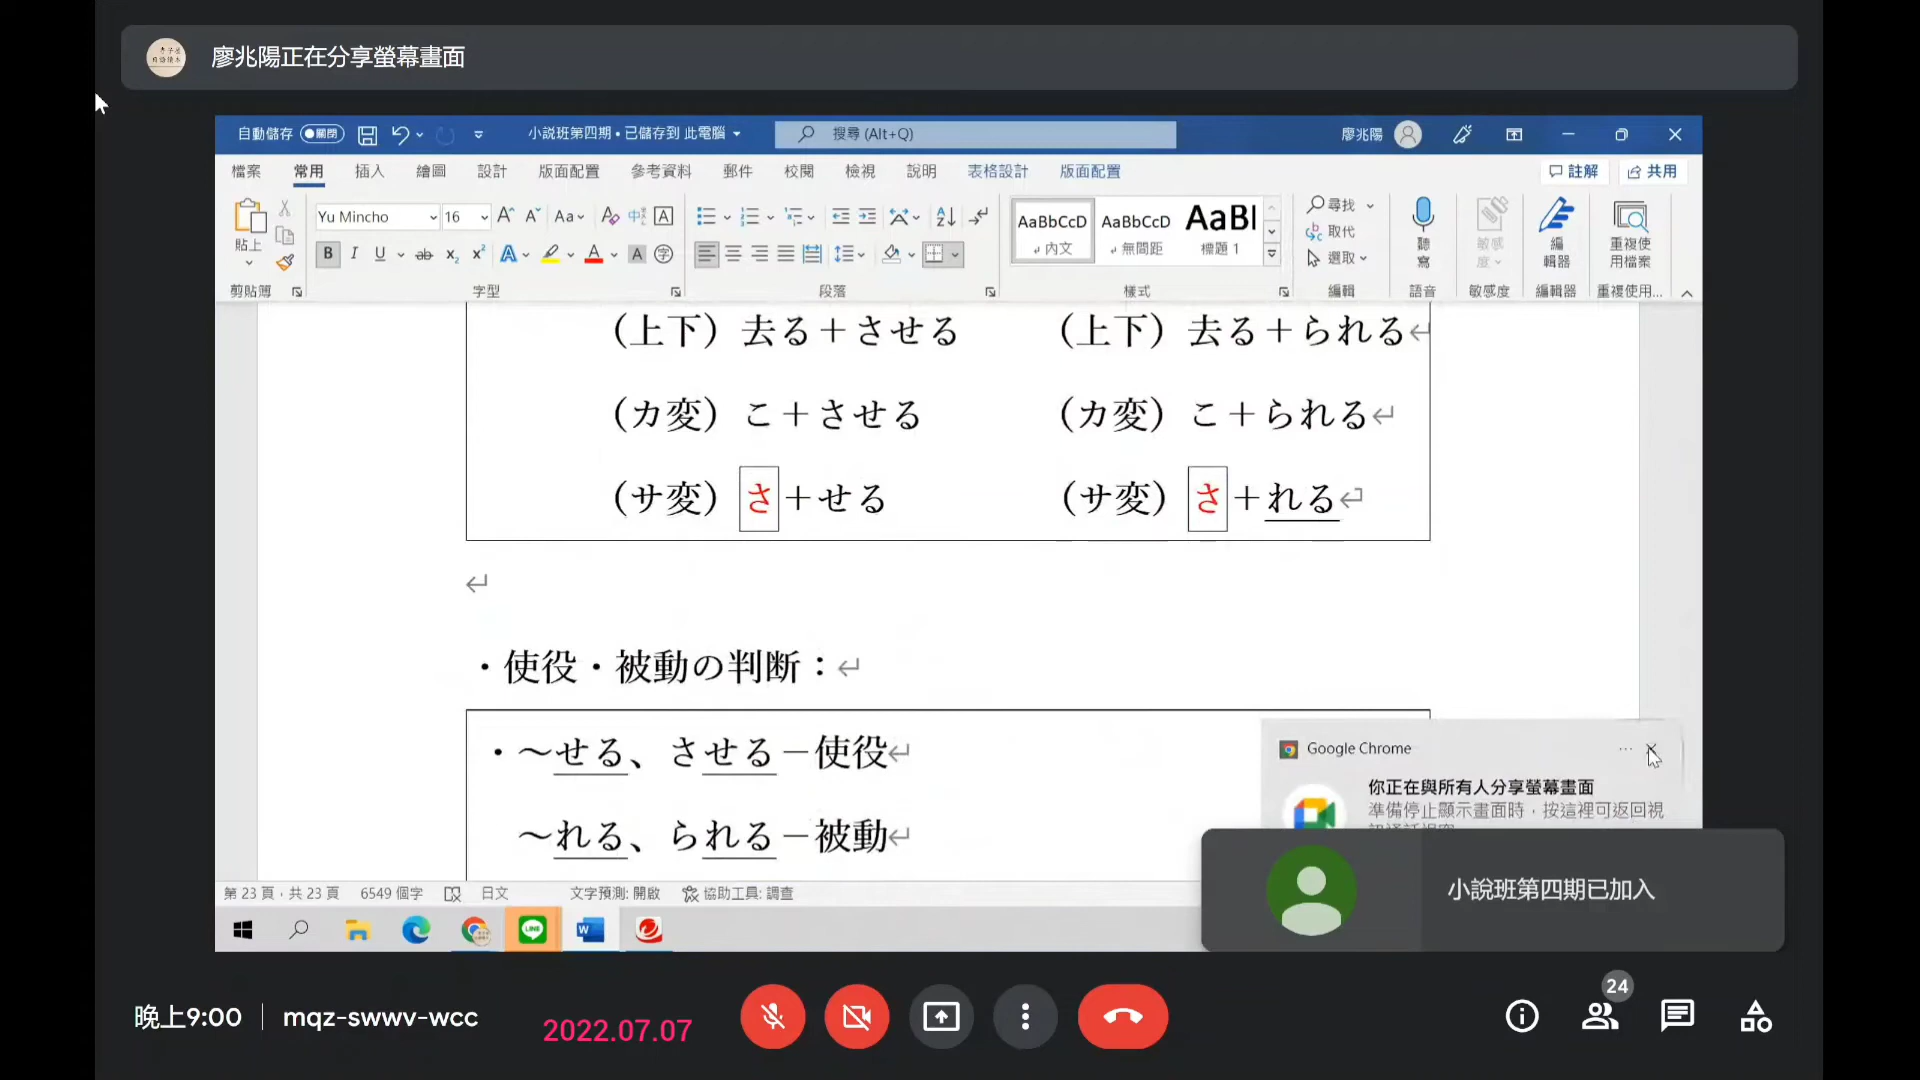 廖兆陽正在分享螢幕畫面
自動儲存 關閉 小說班第四期 • 已儲存到 此電腦 搜尋 (Alt+Q) 廖兆陽
檔案 常用 插入 繪圖 設計 版面配置 參考資料 郵件 校閱 檢視 說明 表格設計 版面配置 註解 共用
貼上 Yu Mincho 16 AaBbCcD 內文 AaBbCcD 無間距 AaBl 標題 1 尋找 取代 選取 聽寫 敏感度 編輯器 重複使用檔案
剪貼簿 字型 段落 樣式 編輯 語音 敏感度 編輯器 重複使用...
（上下）去る＋させる （上下）去る＋られる
（カ変）こ＋させる （カ変）こ＋られる
（サ変）さ＋せる （サ変）さ＋れる
・使役・被動の判断：
・～せる、させる－使役
～れる、られる－被動
Google Chrome
你正在與所有人分享螢幕畫面
準備停止顯示畫面時，按這裡可返回視
小說班第四期已加入
第 23 頁，共 23 頁 6549 個字 日文 文字預測: 開啟 協助工具: 調查
晚上9:00 mqz-swwv-wcc 2022.07.07 24